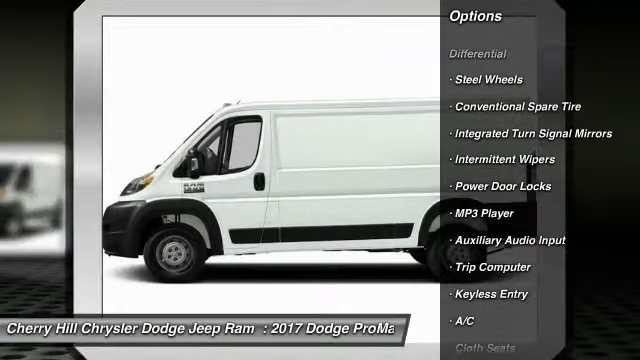 Options
Differential
· Steel Wheels
· Conventional Spare Tire
· Integrated Turn Signal Mirrors
· Intermittent Wipers
· Power Door Locks
· MP3 Player
· Auxiliary Audio Input
· Trip Computer
· Keyless Entry
· A/C
· Cloth Seats
RAM
Cherry Hill Chrysler Dodge Jeep Ram : 2017 Dodge ProMa